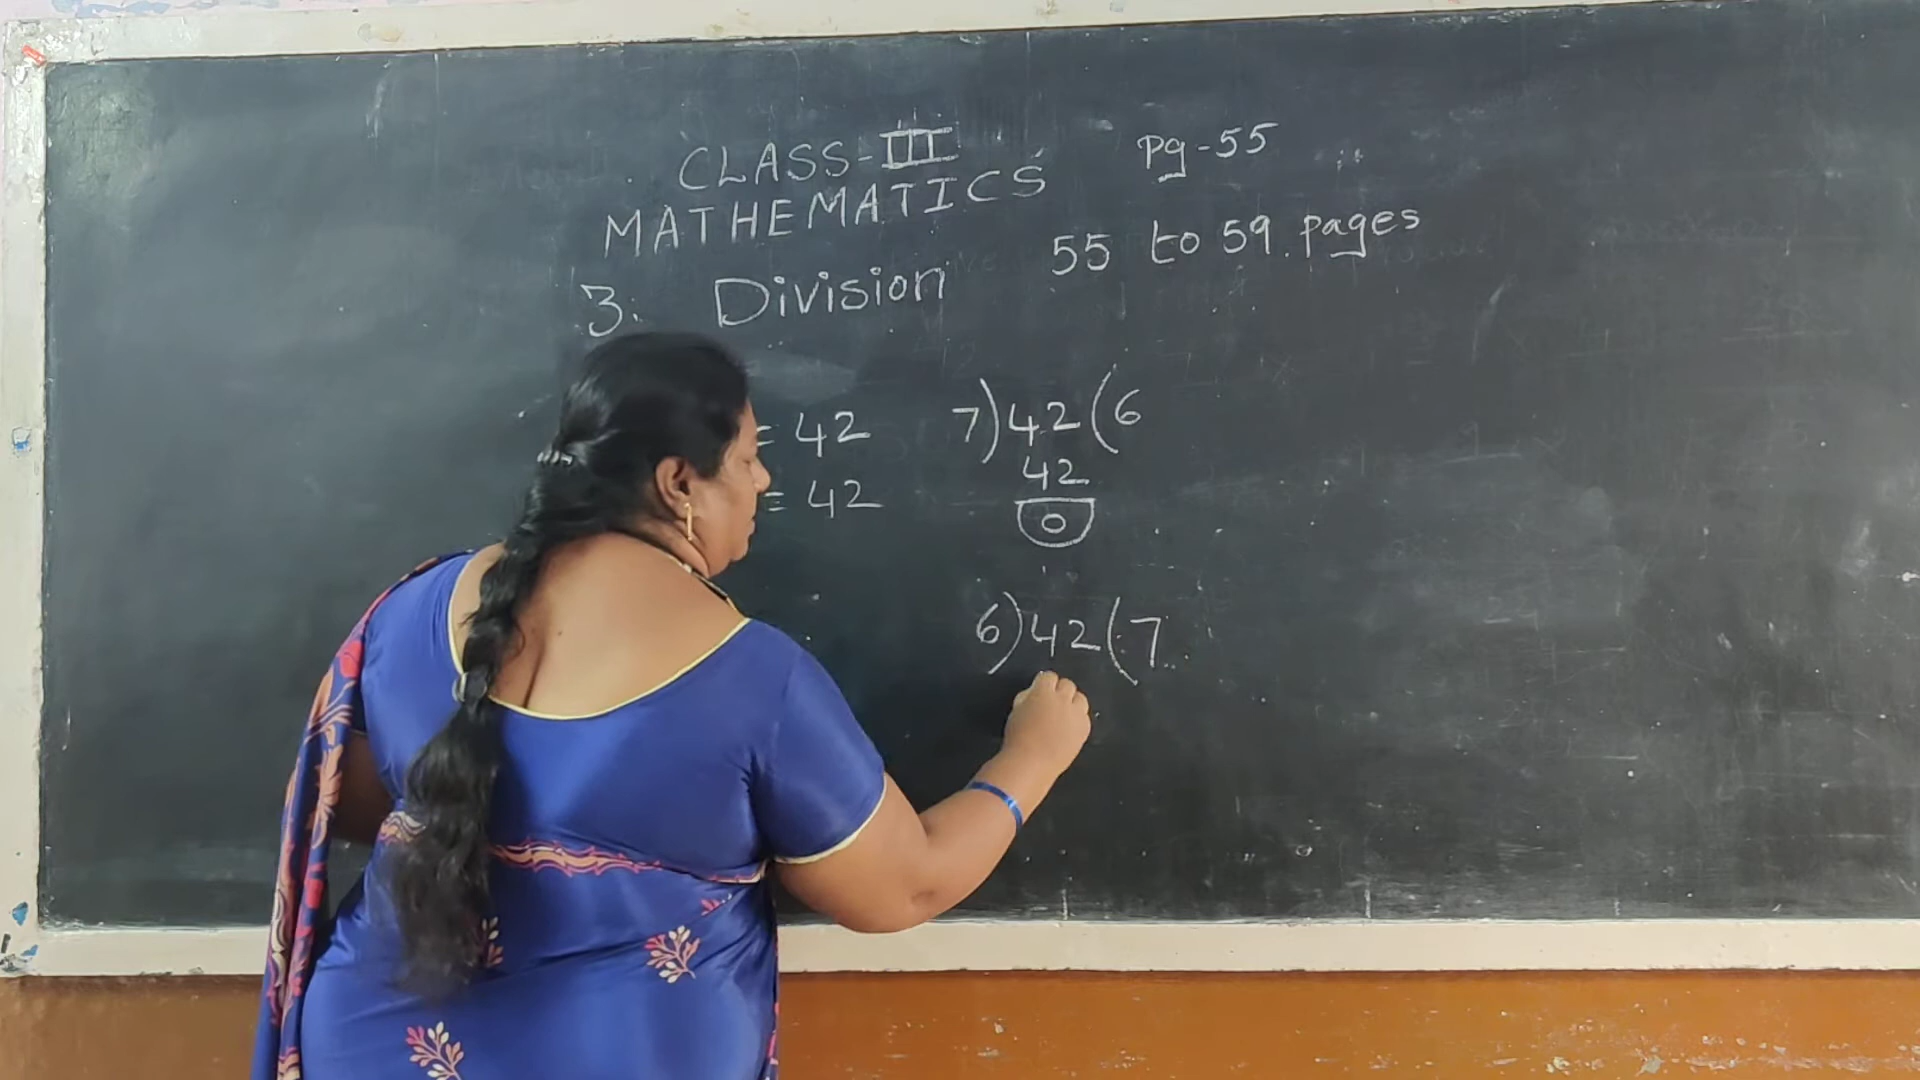 CLASS-III
pg-55
MATHEMATICS
55 to 59 pages
3. Division
= 42
7)42(6
42
= 42
0
6)42(7